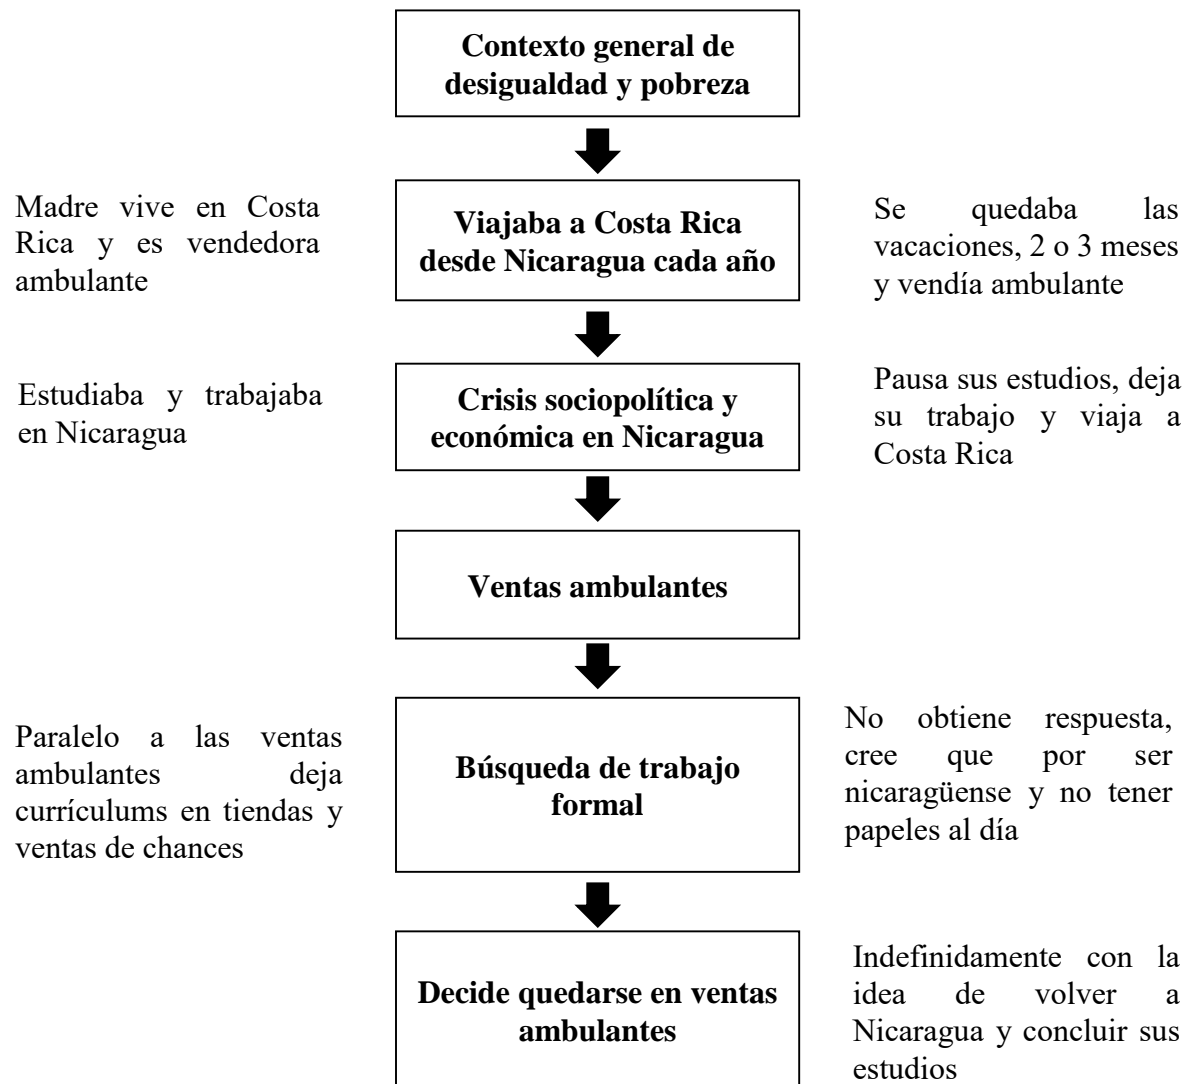 Contexto general de
desigualdad y pobreza
Madre vive en Costa
Rica y es vendedora
ambulante
Viajaba a Costa Rica
desde Nicaragua cada año
Se quedaba las
vacaciones, 2 o 3 meses
y vendía ambulante
Estudiaba y trabajaba
en Nicaragua
Crisis sociopolítica y
económica en Nicaragua
Pausa sus estudios, deja
su trabajo y viaja a
Costa Rica
Ventas ambulantes
Paralelo a las ventas
ambulantes deja
currículums en tiendas y
ventas de chances
Búsqueda de trabajo
formal
No obtiene respuesta,
cree que por ser
nicaragüense y no tener
papeles al día
Decide quedarse en ventas
ambulantes
Indefinidamente con la
idea de volver a
Nicaragua y concluir sus
estudios